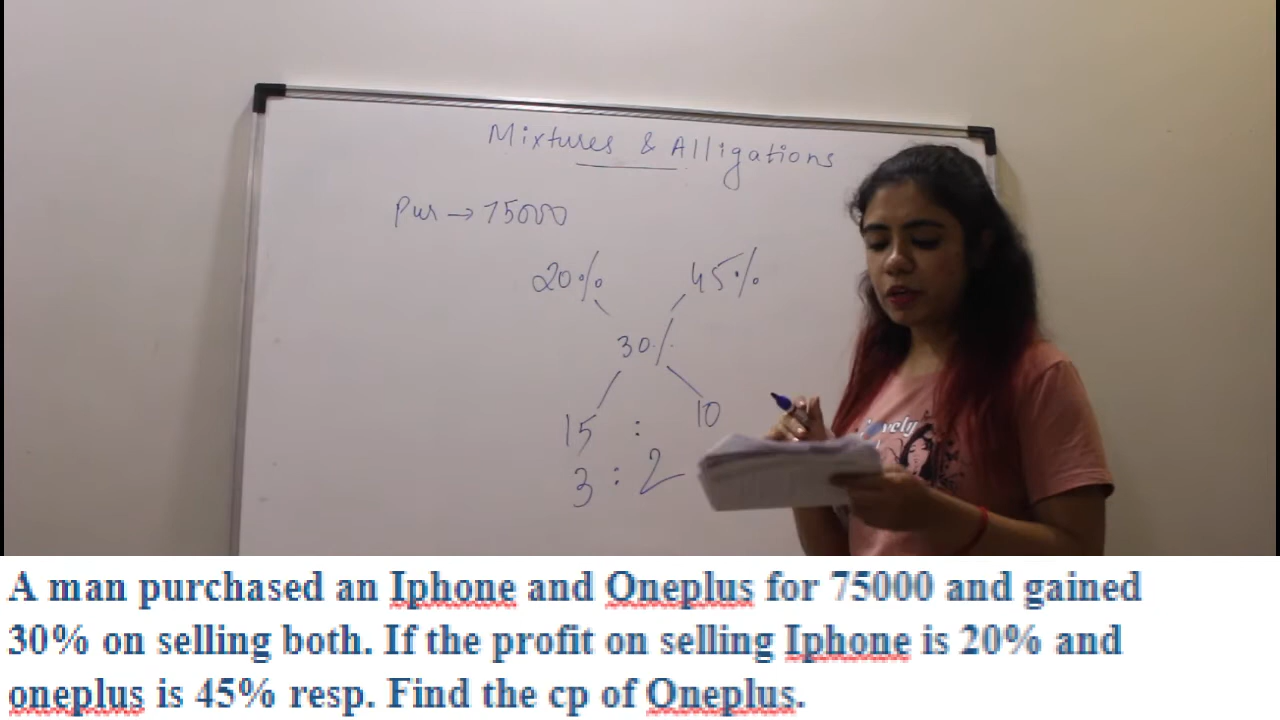 Mixtures & Alligations
Pur → 75000
20% 45%
30%
15 : 10
3 : 2
A man purchased an Iphone and Oneplus for 75000 and gained
30% on selling both. If the profit on selling Iphone is 20% and
oneplus is 45% resp. Find the cp of Oneplus.